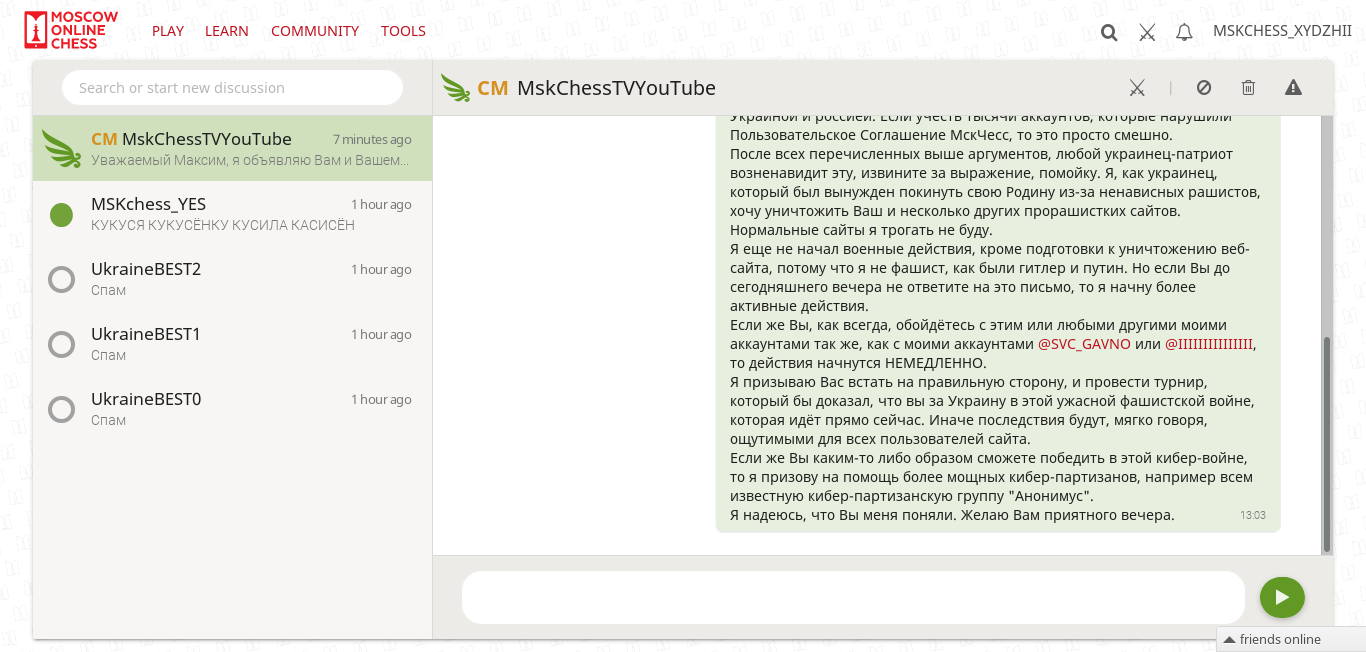 MOSCOW
ONLINE
CHESS
PLAY LEARN COMMUNITY TOOLS
MSKCHESS_XYDZHII
Search or start new discussion
CM MskChessTVYouTube
CM MskChessTVYouTube 7 minutes ago
Уважаемый Максим, я объявляю Вам и Вашем...
MSKchess_YES 1 hour ago
КУКУСЯ КУКУСЁНКУ КУСИЛА КАСИСЁН
UkraineBEST2 1 hour ago
Спам
UkraineBEST1 1 hour ago
Спам
UkraineBEST0 1 hour ago
Спам
Украиной и россией. Если учесть тысячи аккаунтов, которые нарушили
Пользовательское Соглашение МскЧесс, то это просто смешно.
После всех перечисленных выше аргументов, любой украинец-патриот
возненавидит эту, извините за выражение, помойку. Я, как украинец,
который был вынужден покинуть свою Родину из-за ненависных рашистов,
хочу уничтожить Ваш и несколько других прорашистких сайтов.
Нормальные сайты я трогать не буду.
Я еще не начал военные действия, кроме подготовки к уничтожению веб-
сайта, потому что я не фашист, как были гитлер и путин. Но если Вы до
сегодняшнего вечера не ответите на это письмо, то я начну более
активные действия.
Если же Вы, как всегда, обойдётесь с этим или любыми другими моими
аккаунтами так же, как с моими аккаунтами @SVC_GAVNO или @IIIIIIIIIIIIIII,
то действия начнутся НЕМЕДЛЕННО.
Я призываю Вас встать на правильную сторону, и провести турнир,
который бы доказал, что вы за Украину в этой ужасной фашистской войне,
которая идёт прямо сейчас. Иначе последствия будут, мягко говоря,
ощутимыми для всех пользователей сайта.
Если же Вы каким-то либо образом сможете победить в этой кибер-войне,
то я призову на помощь более мощных кибер-партизанов, например всем
известную кибер-партизанскую группу "Анонимус".
Я надеюсь, что Вы меня поняли. Желаю Вам приятного вечера. 13:03
friends online